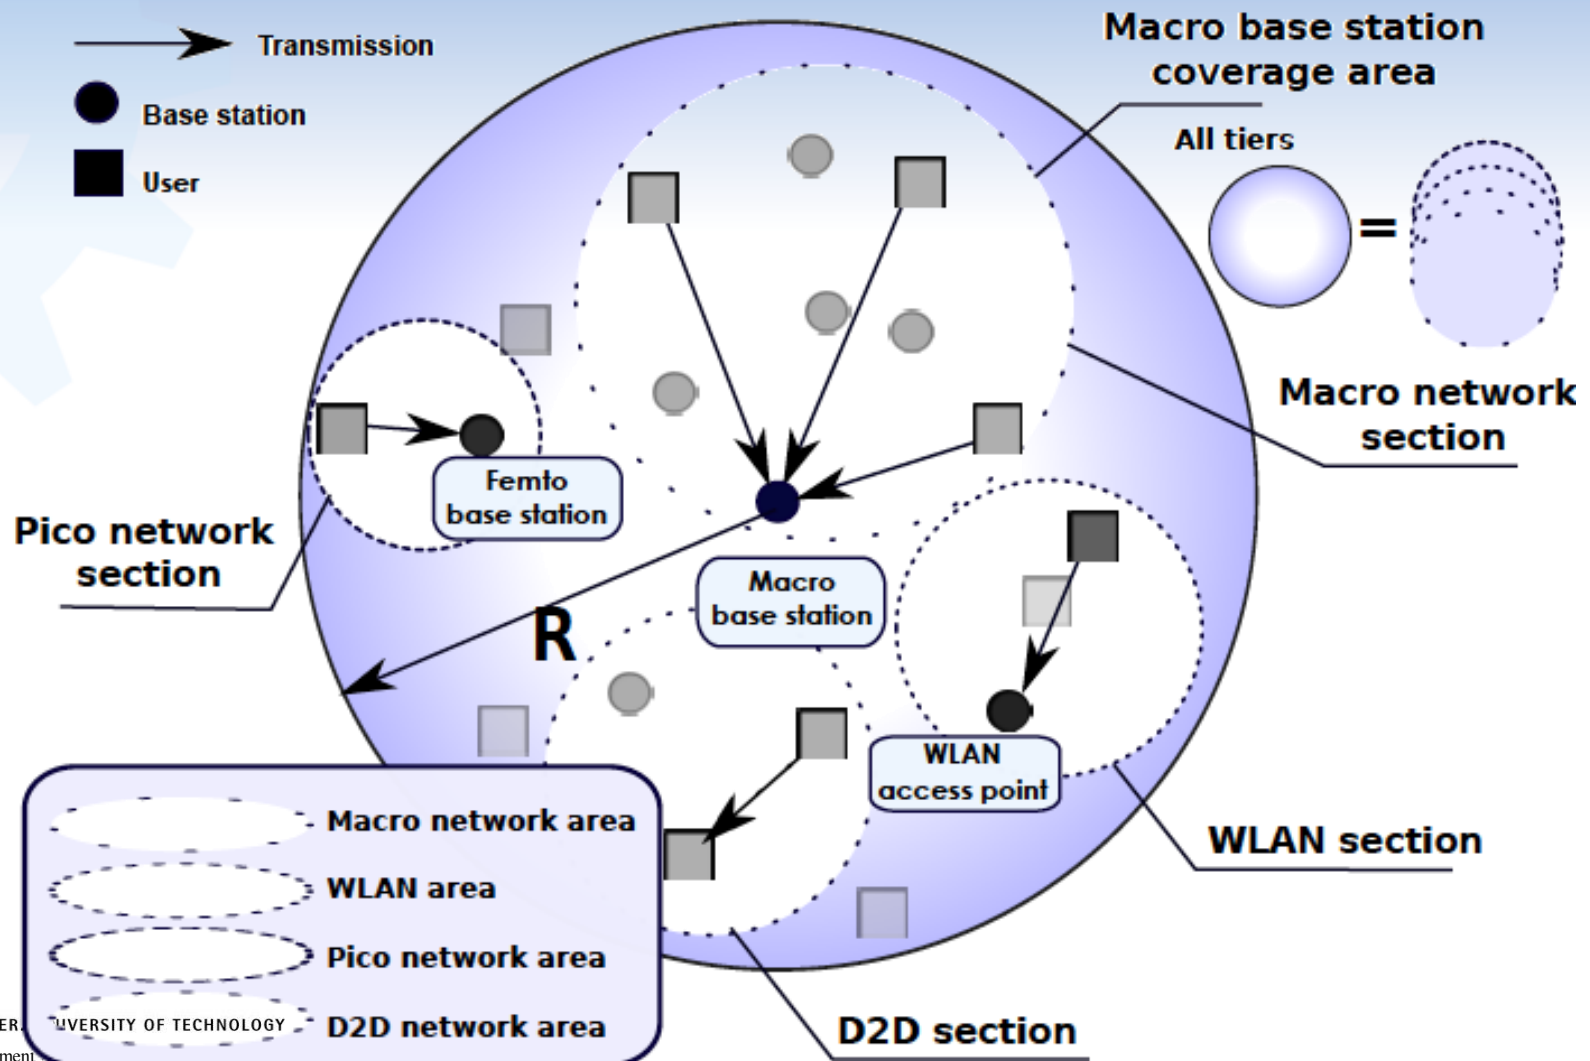 Transmission
Base station
User
Macro base station
coverage area
All tiers
=
Macro network
section
Femto
base station
Pico network
section
Macro
base station
R
WLAN
access point
WLAN section
Macro network area
WLAN area
Pico network area
D2D network area
D2D section
OF TECHNOLOGY